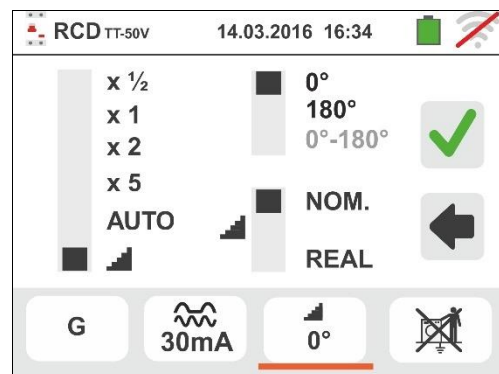 RCD TT-50V 14.03.2016 16:34
x ½
x 1
x 2
x 5
AUTO
0°
180°
0°-180°
NOM.
REAL
G
30mA
0°